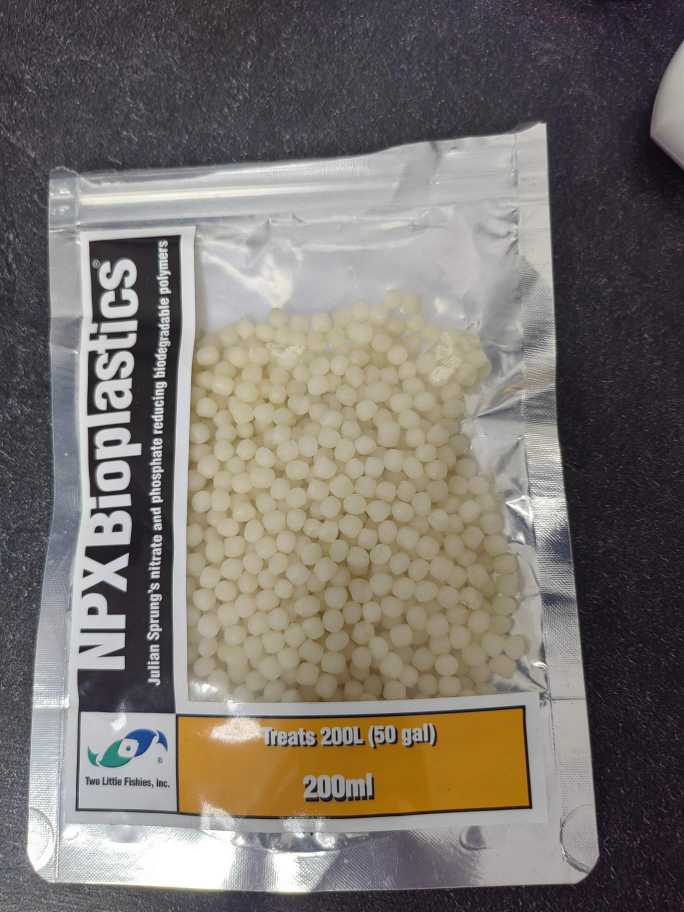 NPX Bioplastics®
Julian Sprung's nitrate and phosphate reducing biodegradable polymers
®
Two Little Fishies, Inc.
Treats 200L (50 gal)
200ml